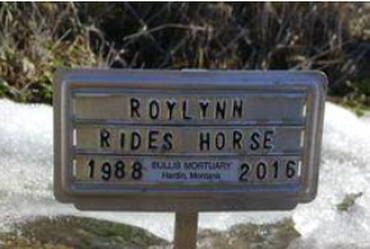 ROYLYNN
RIDES HORSE
1988 BULLIS MORTUARY 2016
Hardin, Montana